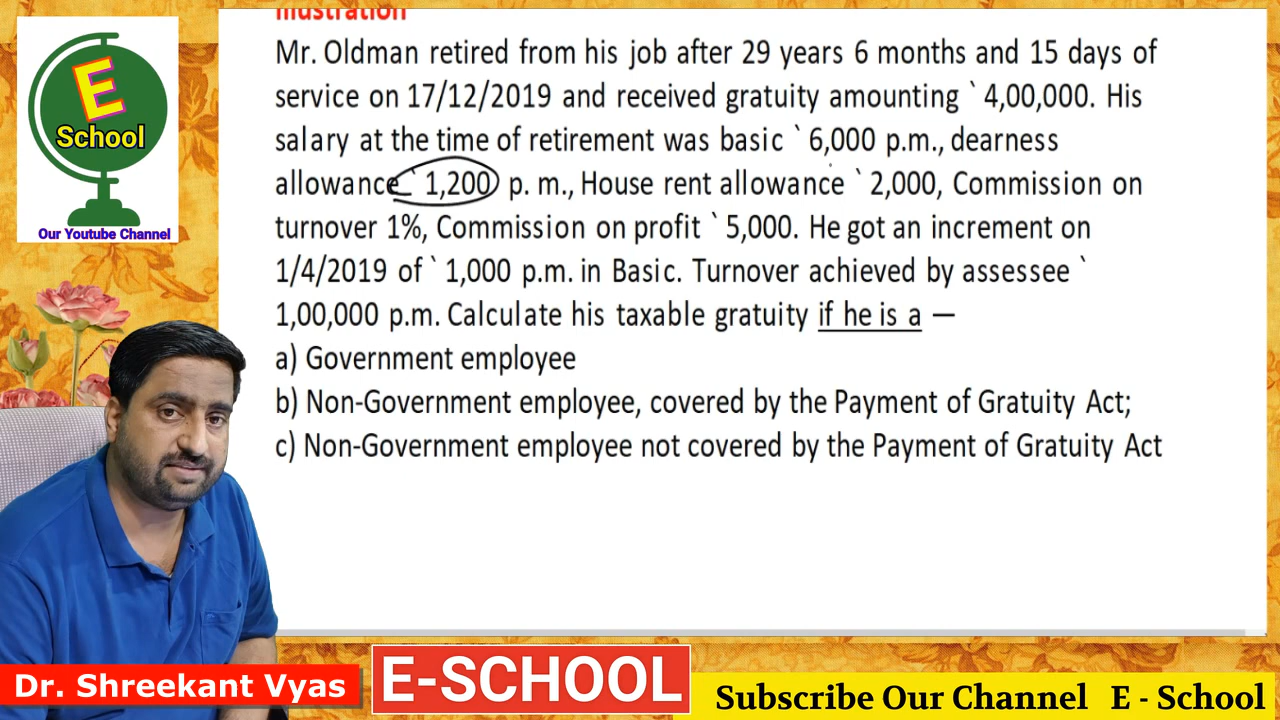 Illustration
Mr. Oldman retired from his job after 29 years 6 months and 15 days of
service on 17/12/2019 and received gratuity amounting ` 4,00,000. His
salary at the time of retirement was basic ` 6,000 p.m., dearness
allowance ` 1,200 p. m., House rent allowance ` 2,000, Commission on
turnover 1%, Commission on profit ` 5,000. He got an increment on
1/4/2019 of ` 1,000 p.m. in Basic. Turnover achieved by assessee `
1,00,000 p.m. Calculate his taxable gratuity if he is a —
a) Government employee
b) Non-Government employee, covered by the Payment of Gratuity Act;
c) Non-Government employee not covered by the Payment of Gratuity Act
E
School
Our Youtube Channel
Dr. Shreekant Vyas
E-SCHOOL
Subscribe Our Channel E - School